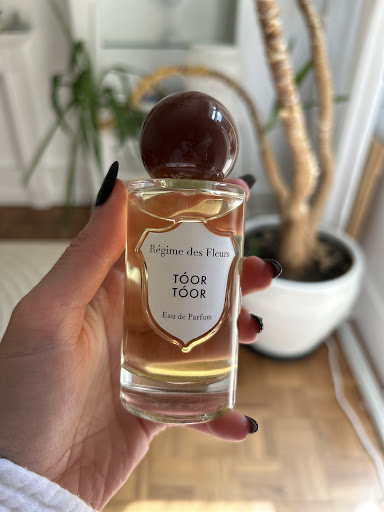 Régime des Fleurs
TÓOR
TÓOR
Eau de Parfum